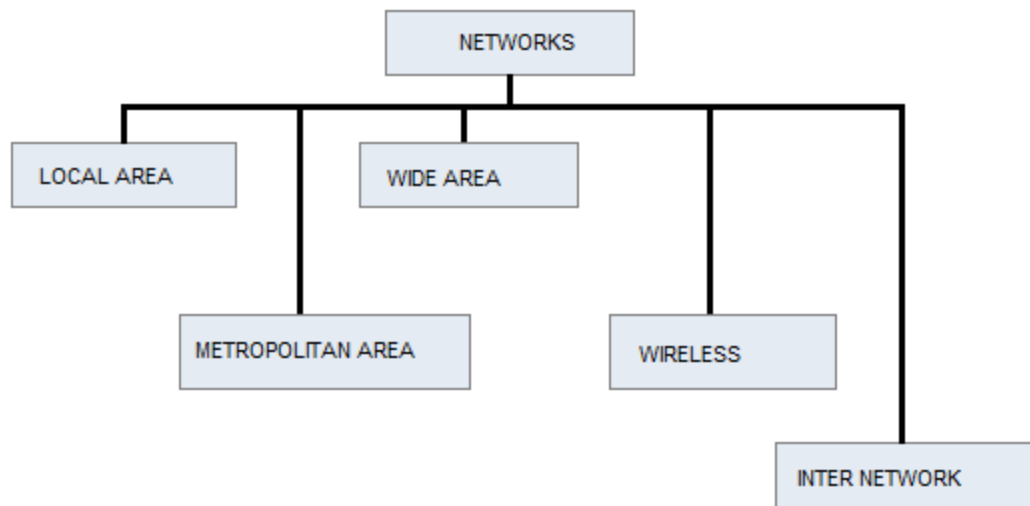 NETWORKS
LOCAL AREA
WIDE AREA
METROPOLITAN AREA
WIRELESS
INTER NETWORK